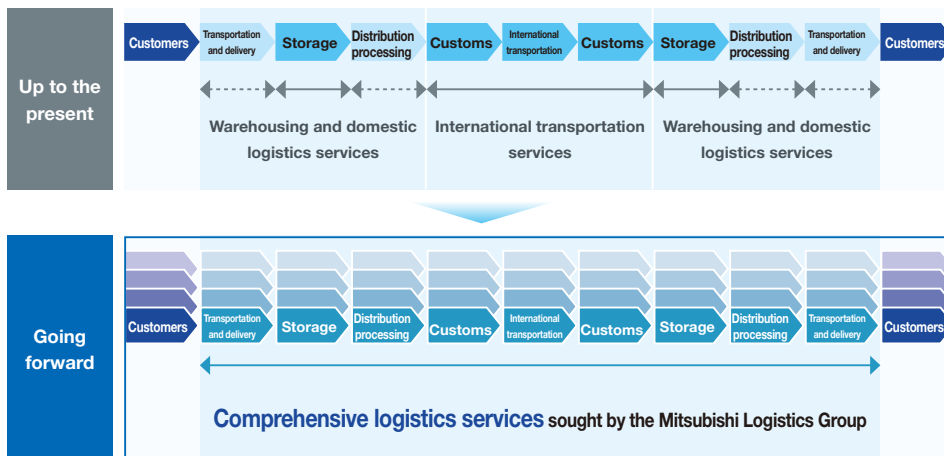 Up to the
present
Customers
Transportation
and delivery
Storage
Distribution
processing
Customs
International
transportation
Customs
Storage
Distribution
processing
Transportation
and delivery
Customers
Warehousing and domestic
logistics services
International transportation
services
Warehousing and domestic
logistics services
Going
forward
Customers
Transportation
and delivery
Storage
Distribution
processing
Customs
International
transportation
Customs
Storage
Distribution
processing
Transportation
and delivery
Customers
Comprehensive logistics services sought by the Mitsubishi Logistics Group